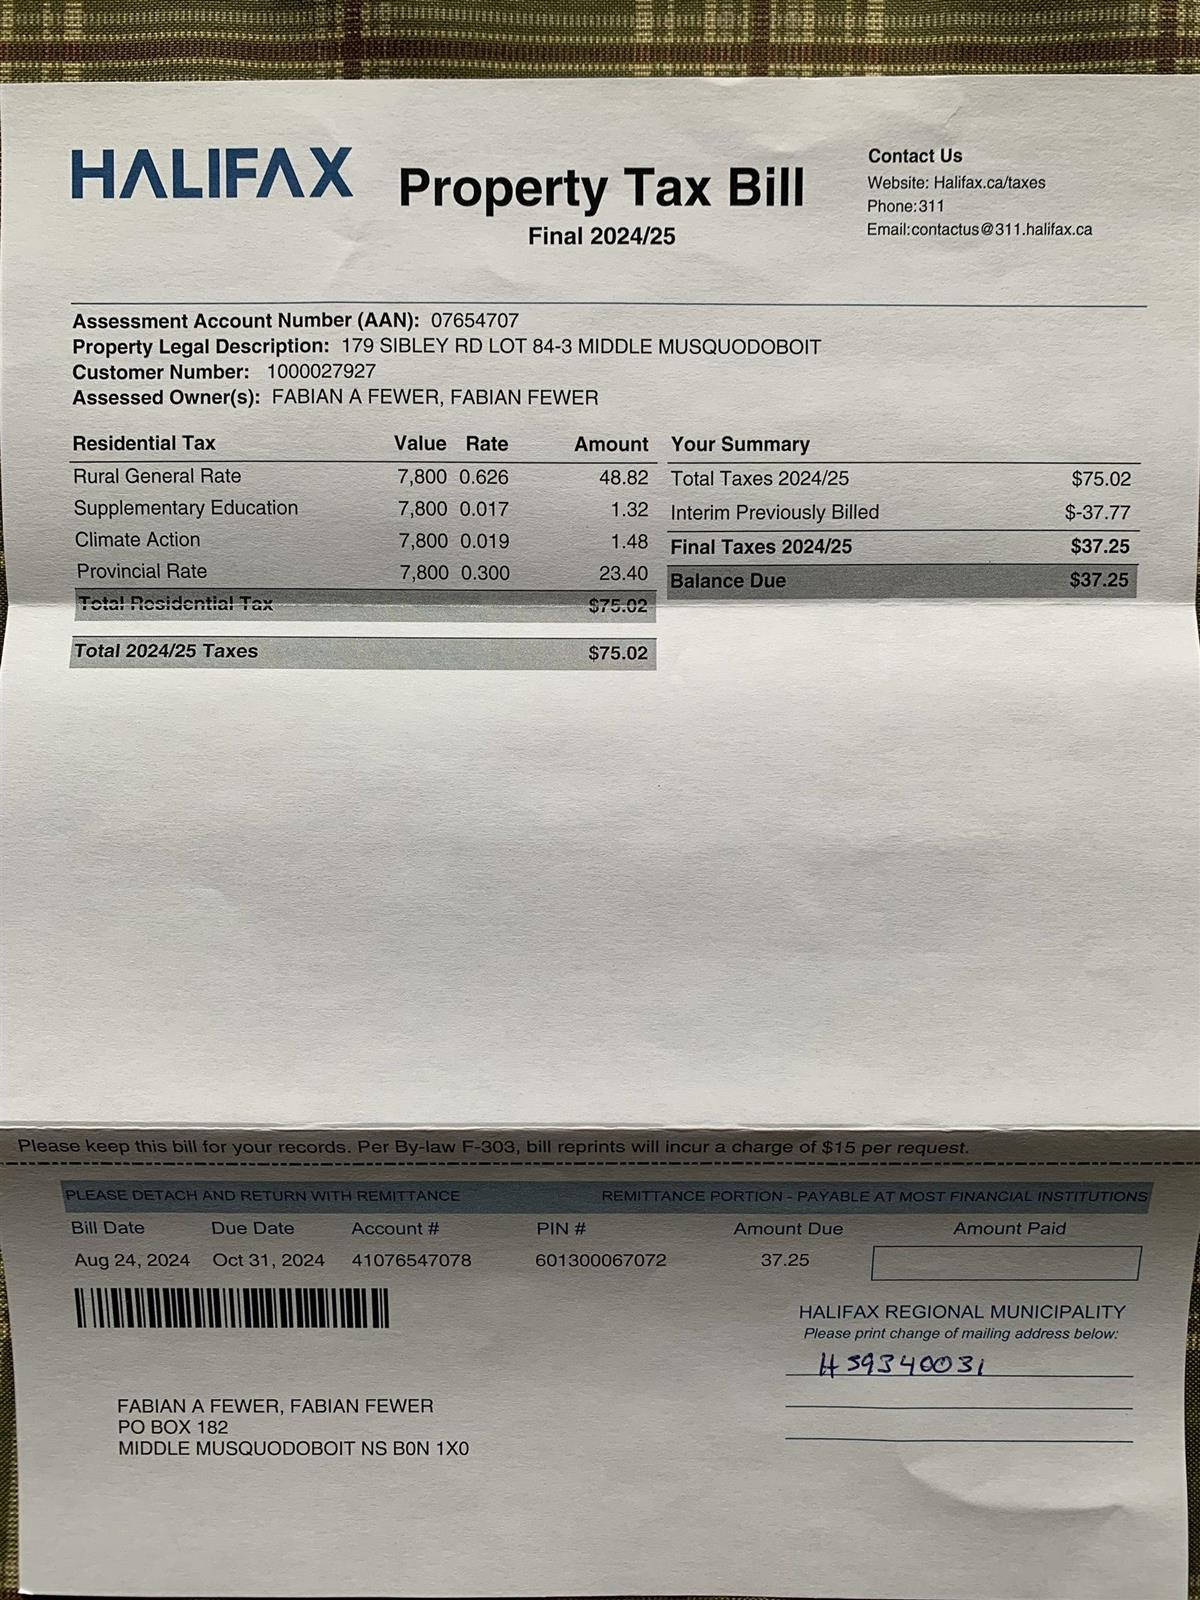 HALIFAX
Property Tax Bill
Final 2024/25
Contact Us
Website: Halifax.ca/taxes
Phone:311
Email:contactus@311.halifax.ca
Assessment Account Number (AAN): 07654707
Property Legal Description: 179 SIBLEY RD LOT 84-3 MIDDLE MUSQUODOBOIT
Customer Number: 1000027927
Assessed Owner(s): FABIAN A FEWER, FABIAN FEWER
Residential Tax Value Rate Amount
Rural General Rate 7,800 0.626 48.82
Supplementary Education 7,800 0.017 1.32
Climate Action 7,800 0.019 1.48
Provincial Rate 7,800 0.300 23.40
Total Residential Tax $75.02
Total 2024/25 Taxes $75.02
Your Summary
Total Taxes 2024/25 $75.02
Interim Previously Billed $-37.77
Final Taxes 2024/25 $37.25
Balance Due $37.25
Please keep this bill for your records. Per By-law F-303, bill reprints will incur a charge of $15 per request.
PLEASE DETACH AND RETURN WITH REMITTANCE REMITTANCE PORTION - PAYABLE AT MOST FINANCIAL INSTITUTIONS
Bill Date Due Date Account # PIN # Amount Due Amount Paid
Aug 24, 2024 Oct 31, 2024 41076547078 601300067072 37.25
HALIFAX REGIONAL MUNICIPALITY
Please print change of mailing address below:
H59340031
FABIAN A FEWER, FABIAN FEWER
PO BOX 182
MIDDLE MUSQUODOBOIT NS B0N 1X0